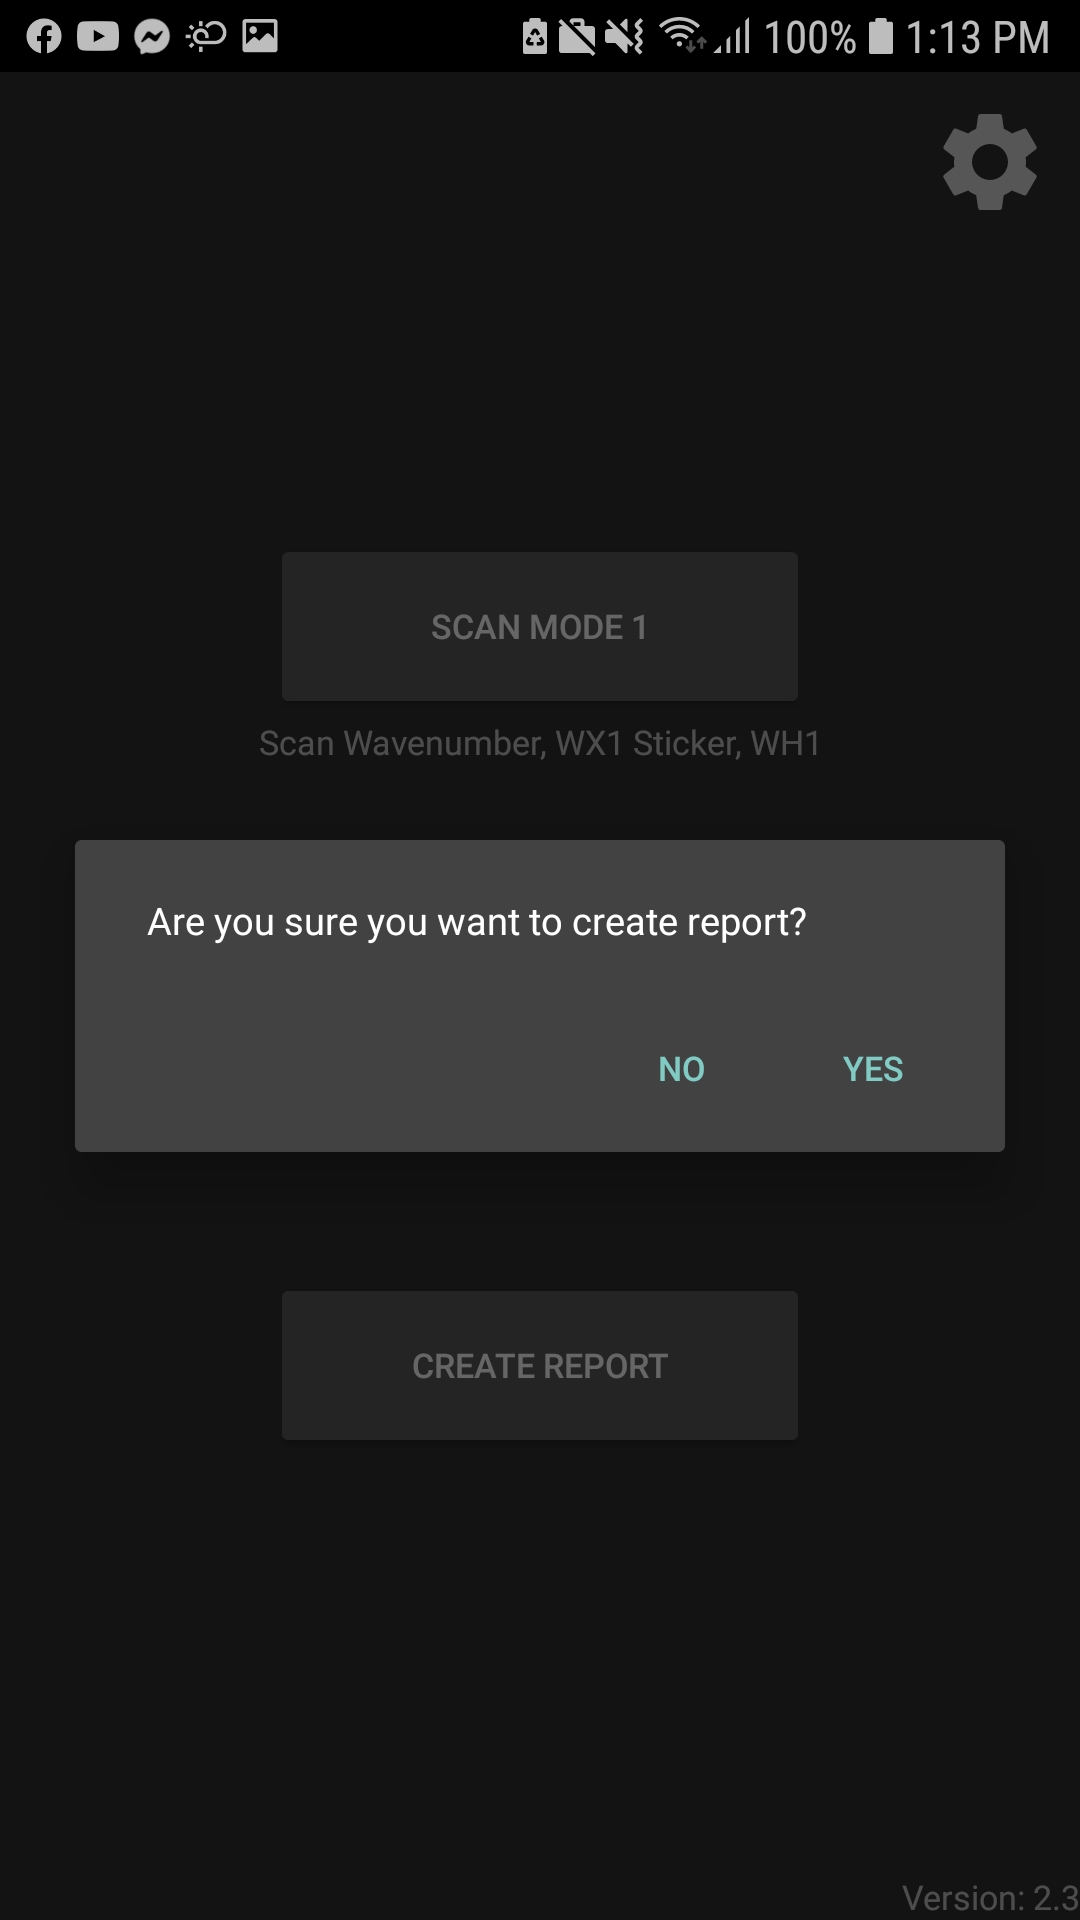 100% 1:13 PM
SCAN MODE 1
Scan Wavenumber, WX1 Sticker, WH1
Are you sure you want to create report?
NO YES
CREATE REPORT
Version: 2.3